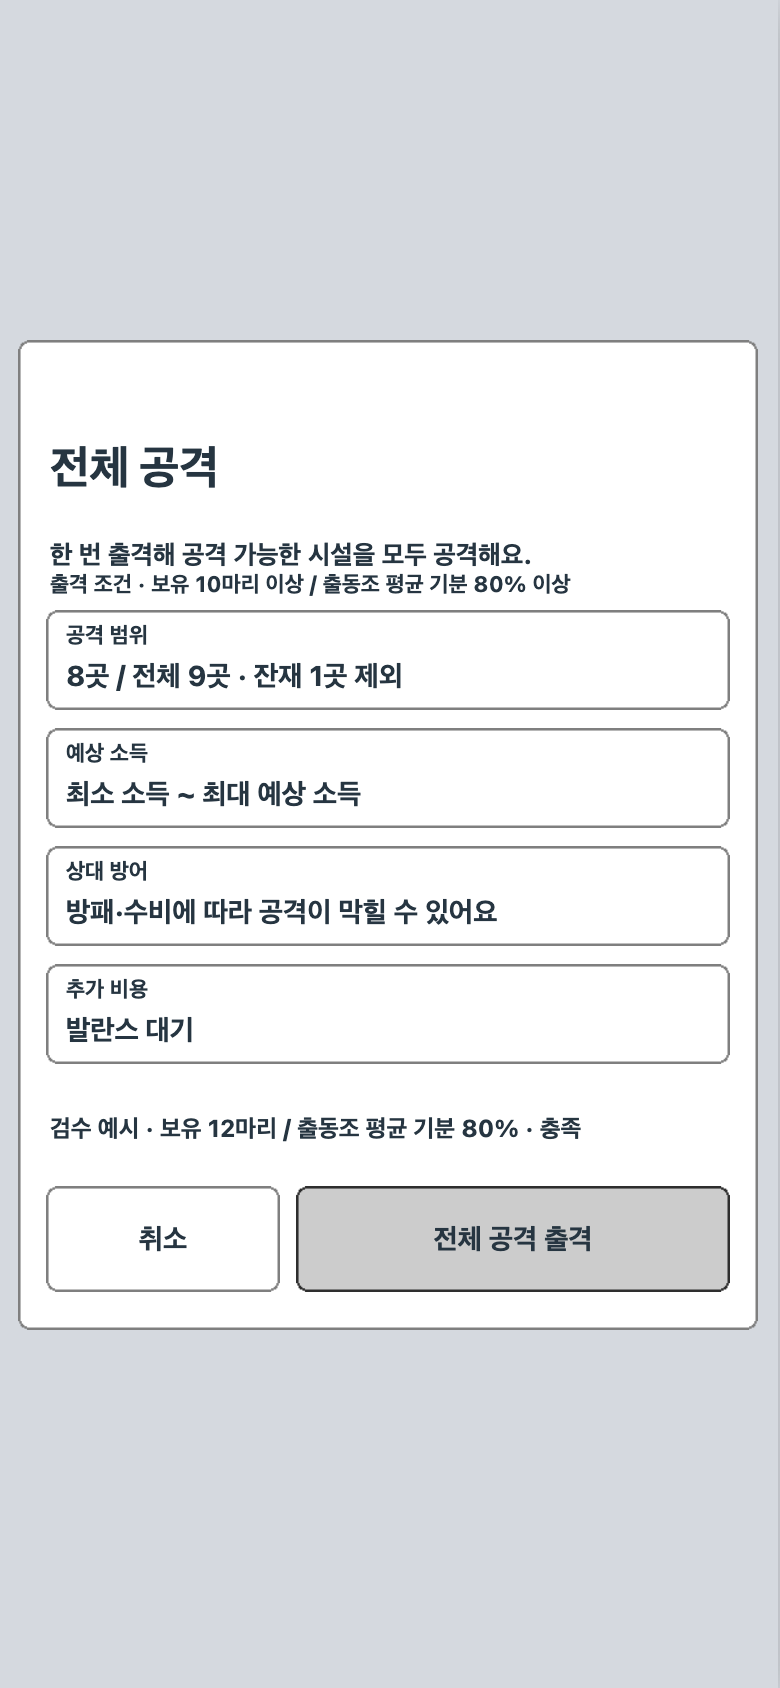 전체 공격
한 번 출격해 공격 가능한 시설을 모두 공격해요.
출격 조건 · 보유 10마리 이상 / 출동조 평균 기분 80% 이상
공격 범위
8곳 / 전체 9곳 · 잔재 1곳 제외
예상 소득
최소 소득 ~ 최대 예상 소득
상대 방어
방패·수비에 따라 공격이 막힐 수 있어요
추가 비용
발란스 대기
검수 예시 · 보유 12마리 / 출동조 평균 기분 80% · 충족
취소
전체 공격 출격